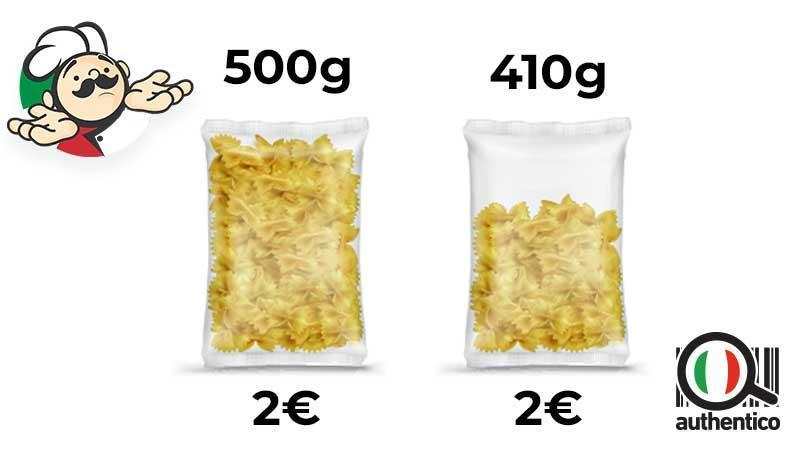 500g
410g
2€
2€
authentico